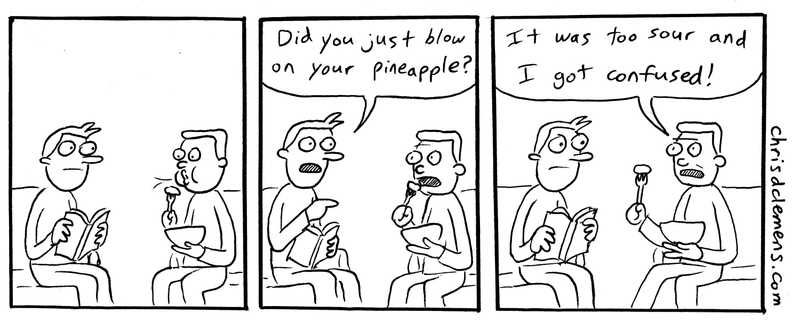 Did you just blow
on your pineapple?
It was too sour and
I got confused!
chrisdclemens.com